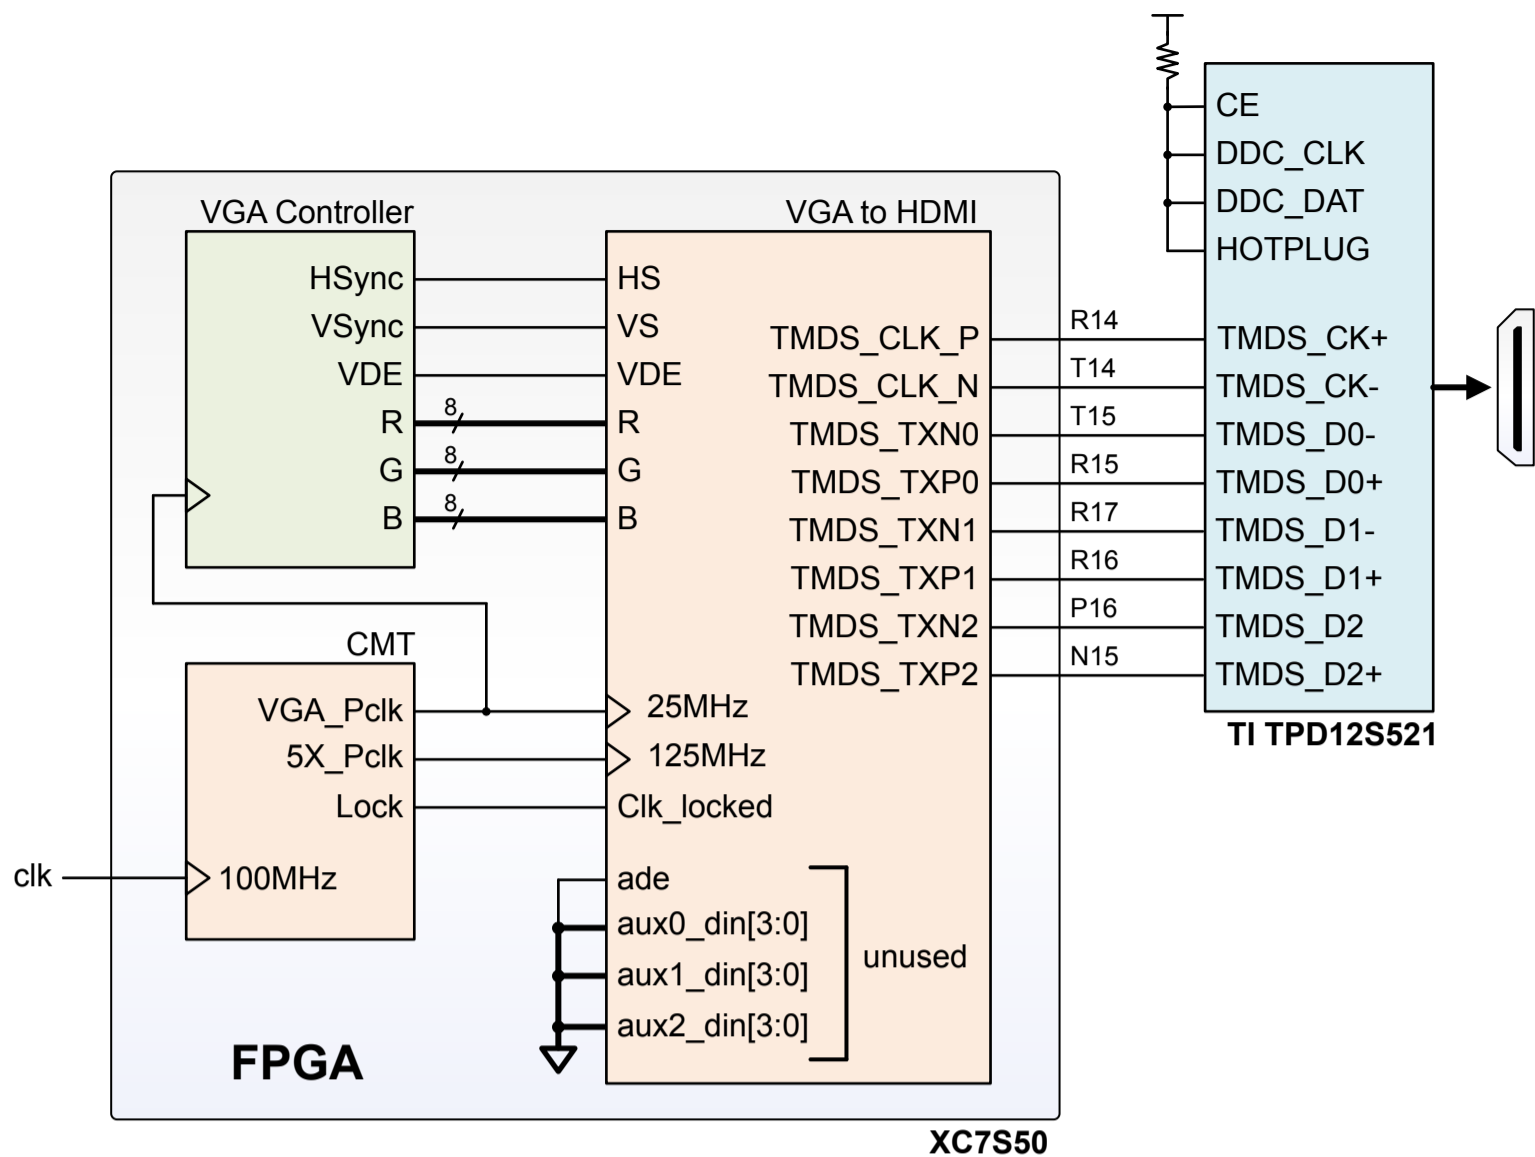 CE
DDC_CLK
DDC_DAT
HOTPLUG
VGA Controller
VGA to HDMI
HSync
HS
VSync
VS
VDE
VDE
R
8
R
G
8
G
B
8
B
TMDS_CLK_P
R14
TMDS_CK+
TMDS_CLK_N
T14
TMDS_CK-
TMDS_TXN0
T15
TMDS_D0-
TMDS_TXP0
R15
TMDS_D0+
TMDS_TXN1
R17
TMDS_D1-
TMDS_TXP1
R16
TMDS_D1+
TMDS_TXN2
P16
TMDS_D2
TMDS_TXP2
N15
TMDS_D2+
TI TPD12S521
CMT
VGA_Pclk
25MHz
5X_Pclk
125MHz
Lock
Clk_locked
clk
100MHz
ade
aux0_din[3:0]
aux1_din[3:0]
aux2_din[3:0]
unused
FPGA
XC7S50